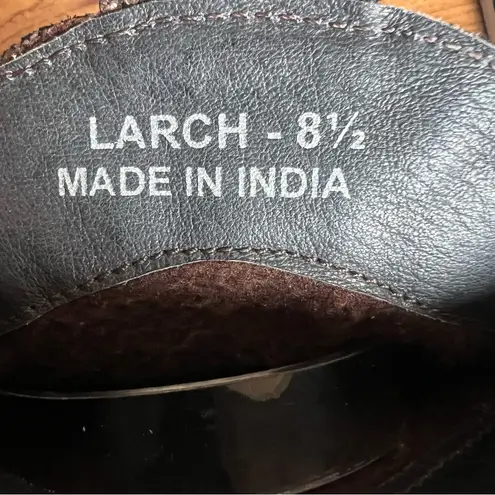 LARCH - 8½
MADE IN INDIA